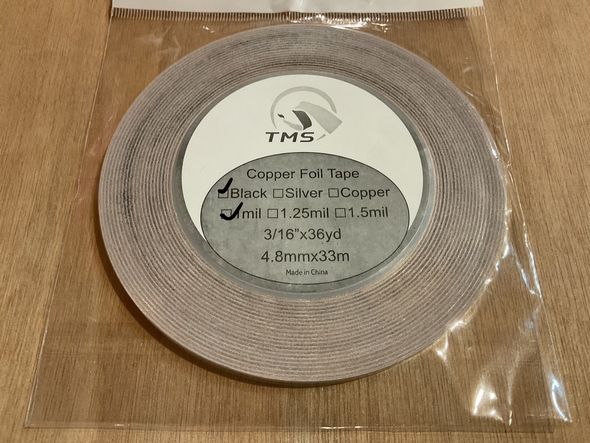 TMS
Copper Foil Tape
☑Black ☐Silver ☐Copper
☑1mil ☐1.25mil ☐1.5mil
3/16"x36yd
4.8mmx33m
Made in China